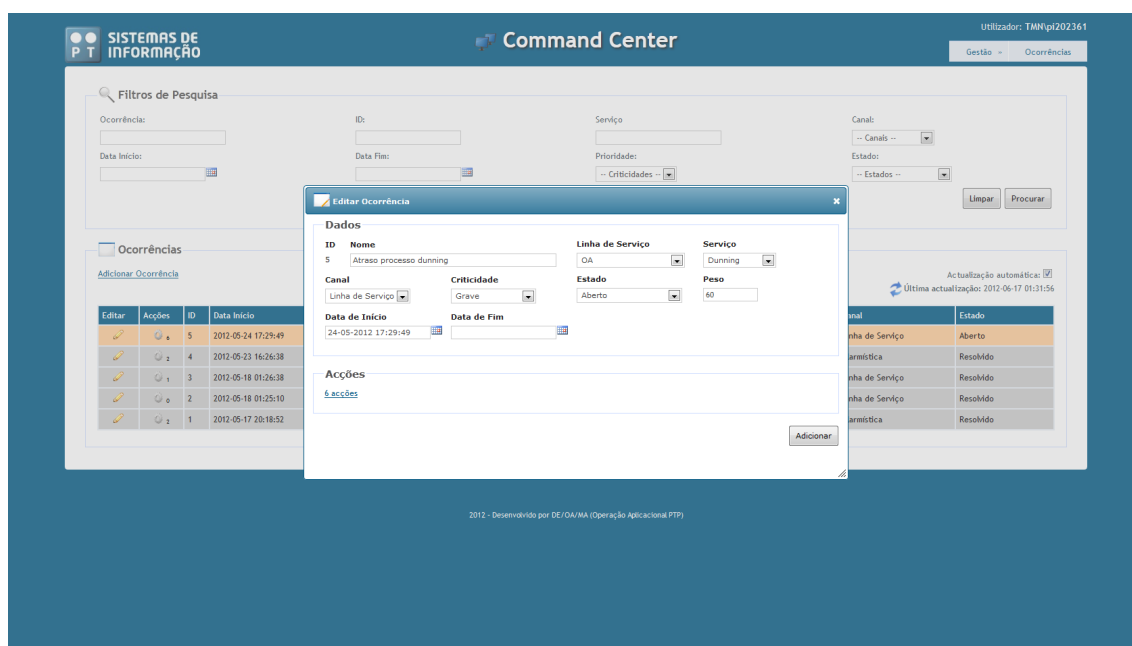 Utilizador: TMN\pi202361
PT SISTEMAS DE INFORMAÇÃO
Command Center
Gestão Ocorrências
Filtros de Pesquisa
Ocorrência: ID: Serviço Canal:
-- Canais --
Data Início: Data Fim: Prioridade: Estado:
-- Criticidades -- -- Estados --
Limpar Procurar
Editar Ocorrência
Dados
ID Nome Linha de Serviço Serviço
5 Atraso processo dunning OA Dunning
Canal Criticidade Estado Peso
Linha de Serviço Grave Aberto 60
Data de Início Data de Fim
24-05-2012 17:29:49
Acções
6 acções
Adicionar
Ocorrências
Adicionar Ocorrência
Actualização automática:
Última actualização: 2012-06-17 01:31:56
Editar Acções ID Data Início anal Estado
6 5 2012-05-24 17:29:49 nha de Serviço Aberto
2 4 2012-05-23 16:26:38 armística Resolvido
1 3 2012-05-18 01:26:38 nha de Serviço Resolvido
0 2 2012-05-18 01:25:10 nha de Serviço Resolvido
2 1 2012-05-17 20:18:52 armística Resolvido
2012 - Desenvolvido por DE/OA/MA (Operação Aplicacional PTP)